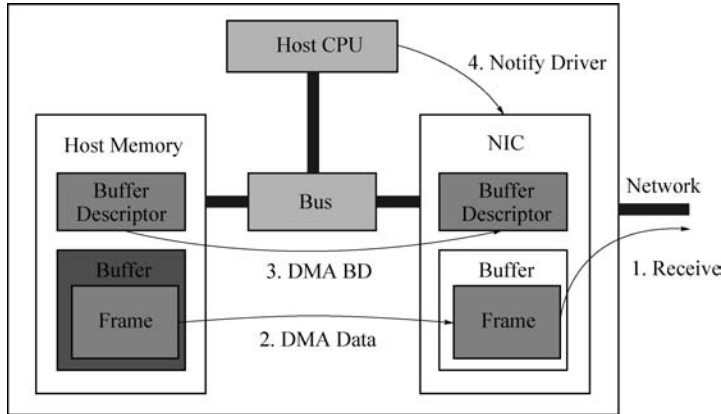 Host CPU
4. Notify Driver
Host Memory
NIC
Buffer
Descriptor
Bus
Buffer
Descriptor
Network
3. DMA BD
Buffer
Buffer
1. Receive
Frame
Frame
2. DMA Data